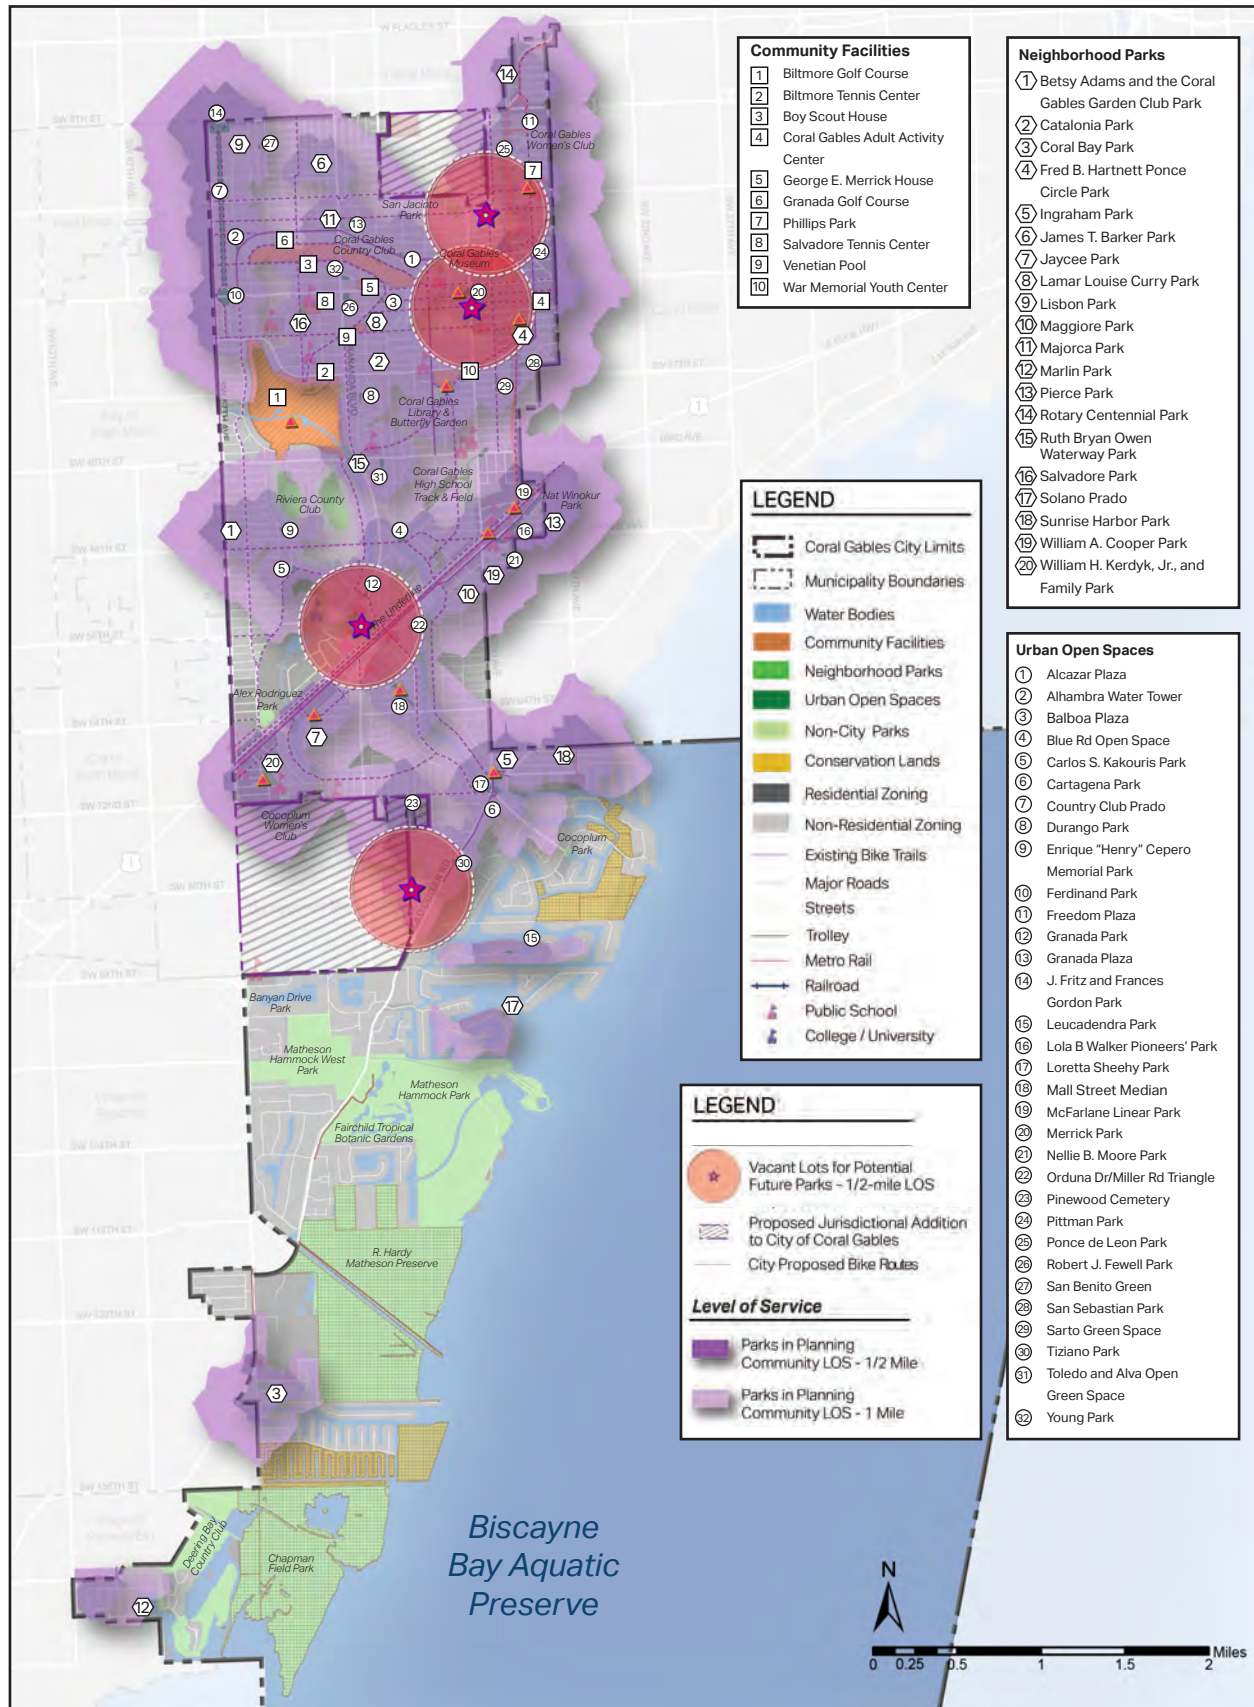 W FLAGLER ST
SW 8TH ST
Coral Gables
Women's Club
San Jacinto
Park
Coral Gables
Country Club
Coral Gables
Museum
Coral Gables
Library &
Butterfly Garden
SW 40TH ST
Coral Gables
High School
Track & Field
Riviera County
Club
Nat Winokur
Park
The Underline
Alex Rodriguez
Park
SW 72ND ST
Cocoplum
Women's
Club
Cocoplum
Park
SW 80TH ST
SW 88TH ST
Banyan Drive
Park
Matheson
Hammock West
Park
Matheson
Hammock Park
Fairchild Tropical
Botanic Gardens
R. Hardy
Matheson Preserve
Deering Bay
Country Club
Chapman
Field Park
Biscayne
Bay Aquatic
Preserve
Community Facilities
1 Biltmore Golf Course
2 Biltmore Tennis Center
3 Boy Scout House
4 Coral Gables Adult Activity
Center
5 George E. Merrick House
6 Granada Golf Course
7 Phillips Park
8 Salvadore Tennis Center
9 Venetian Pool
10 War Memorial Youth Center
Neighborhood Parks
1 Betsy Adams and the Coral
Gables Garden Club Park
2 Catalonia Park
3 Coral Bay Park
4 Fred B. Hartnett Ponce
Circle Park
5 Ingraham Park
6 James T. Barker Park
7 Jaycee Park
8 Lamar Louise Curry Park
9 Lisbon Park
10 Maggiore Park
11 Majorca Park
12 Marlin Park
13 Pierce Park
14 Rotary Centennial Park
15 Ruth Bryan Owen
Waterway Park
16 Salvadore Park
17 Solano Prado
18 Sunrise Harbor Park
19 William A. Cooper Park
20 William H. Kerdyk, Jr., and
Family Park
LEGEND
Coral Gables City Limits
Municipality Boundaries
Water Bodies
Community Facilities
Neighborhood Parks
Urban Open Spaces
Non-City Parks
Conservation Lands
Residential Zoning
Non-Residential Zoning
Existing Bike Trails
Major Roads
Streets
Trolley
Metro Rail
Railroad
Public School
College / University
LEGEND
Vacant Lots for Potential
Future Parks - 1/2-mile LOS
Proposed Jurisdictional Addition
to City of Coral Gables
City Proposed Bike Routes
Level of Service
Parks in Planning
Community LOS - 1/2 Mile
Parks in Planning
Community LOS - 1 Mile
Urban Open Spaces
1 Alcazar Plaza
2 Alhambra Water Tower
3 Balboa Plaza
4 Blue Rd Open Space
5 Carlos S. Kakouris Park
6 Cartagena Park
7 Country Club Prado
8 Durango Park
9 Enrique "Henry" Cepero
Memorial Park
10 Ferdinand Park
11 Freedom Plaza
12 Granada Park
13 Granada Plaza
14 J. Fritz and Frances
Gordon Park
15 Leucadendra Park
16 Lola B Walker Pioneers' Park
17 Loretta Sheehy Park
18 Mall Street Median
19 McFarlane Linear Park
20 Merrick Park
21 Nellie B. Moore Park
22 Orduna Dr/Miller Rd Triangle
23 Pinewood Cemetery
24 Pittman Park
25 Ponce de Leon Park
26 Robert J. Fewell Park
27 San Benito Green
28 San Sebastian Park
29 Sarto Green Space
30 Tiziano Park
31 Toledo and Alva Open
Green Space
32 Young Park
N
0 0.25 0.5 1 1.5 2 Miles